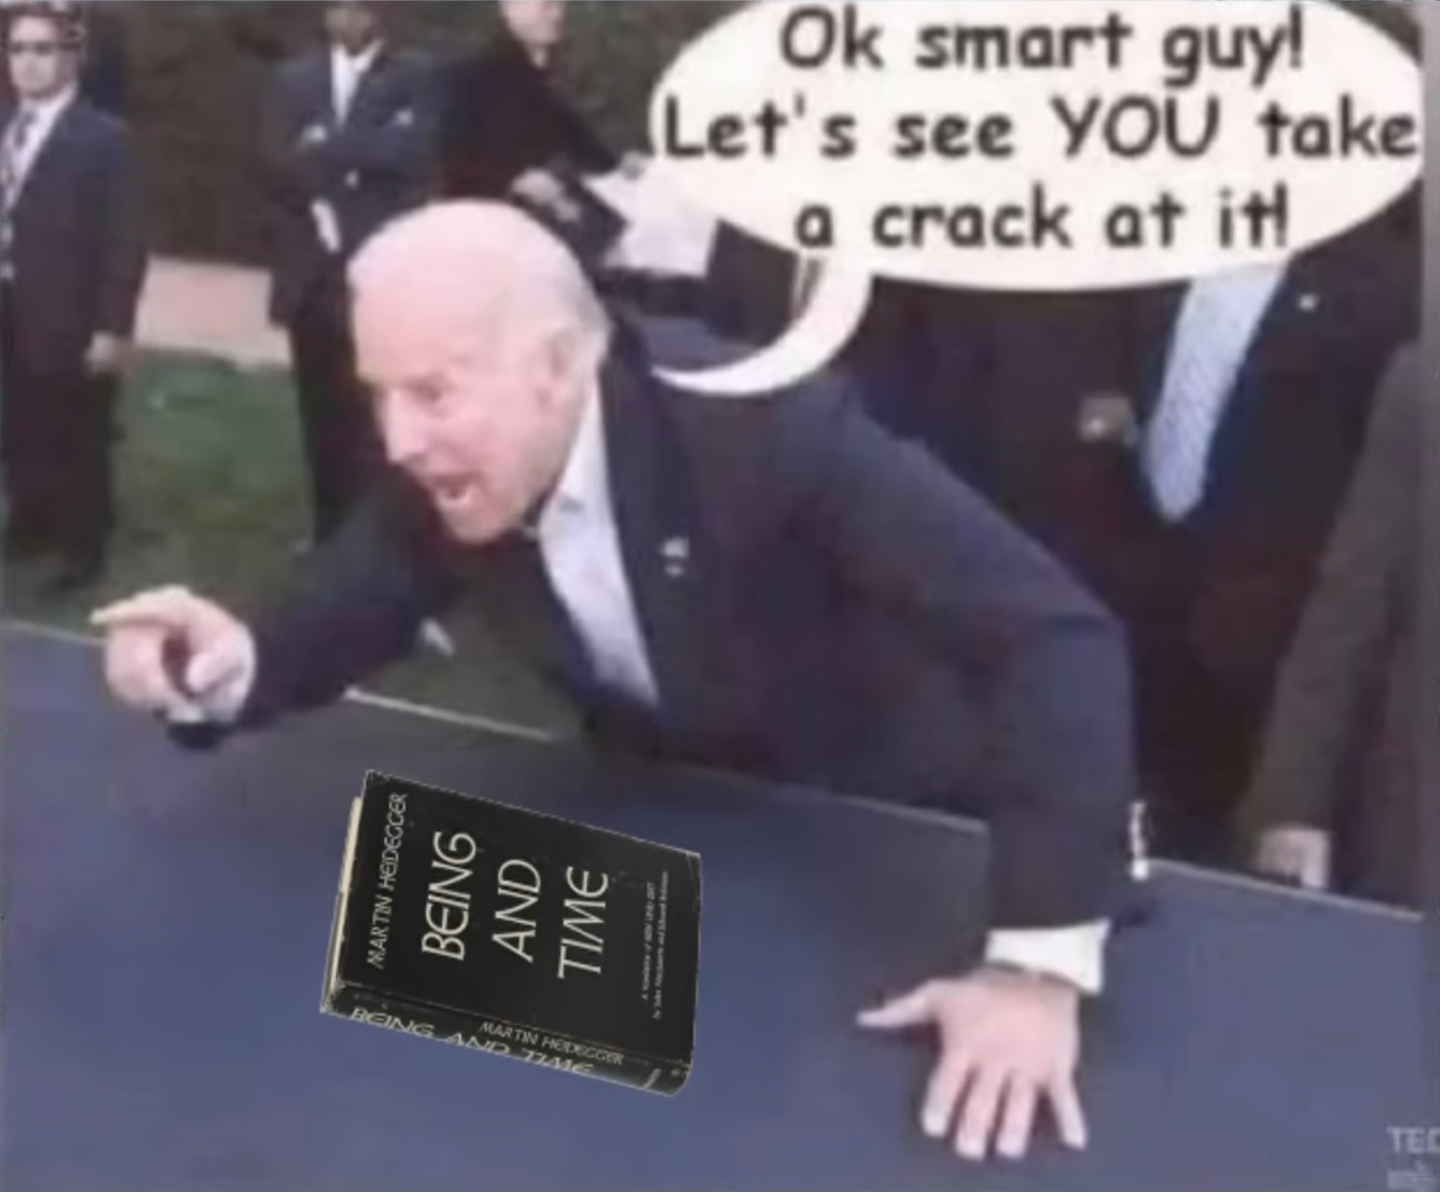 Ok smart guy!
Let's see YOU take
a crack at it!
MARTIN HEIDEGGER
BEING
AND
TIME
MARTIN HEIDEGGER
BEING AND TIME
TED